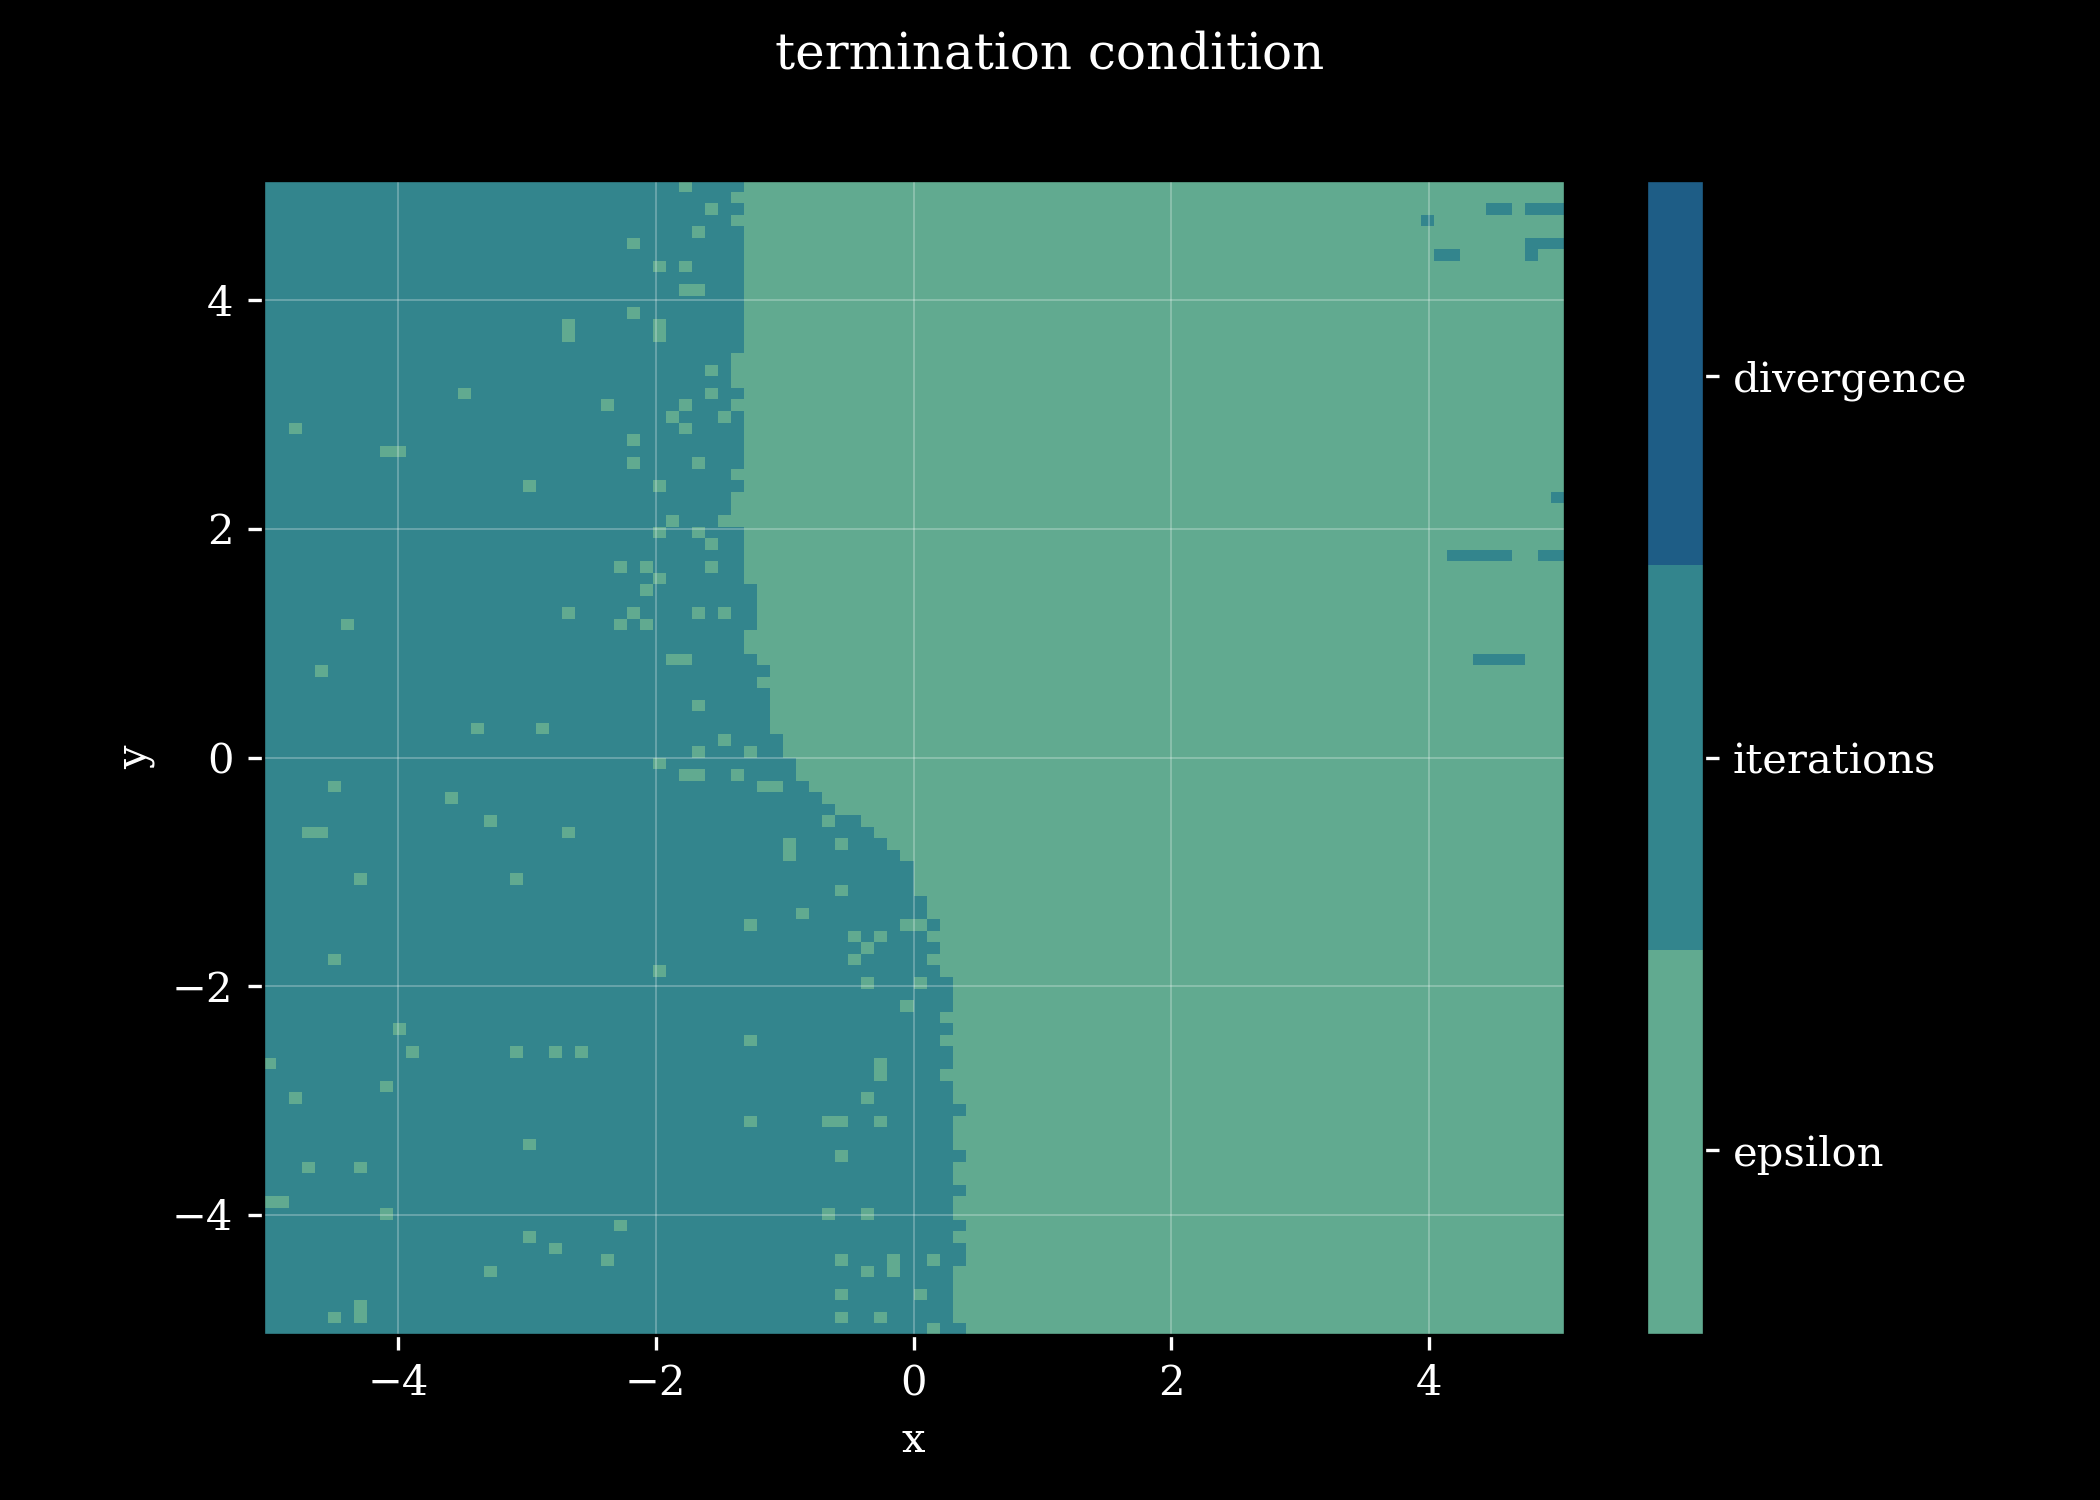 termination condition
4
2
0
−2
−4
y
−4
−2
0
2
4
x
divergence
iterations
epsilon